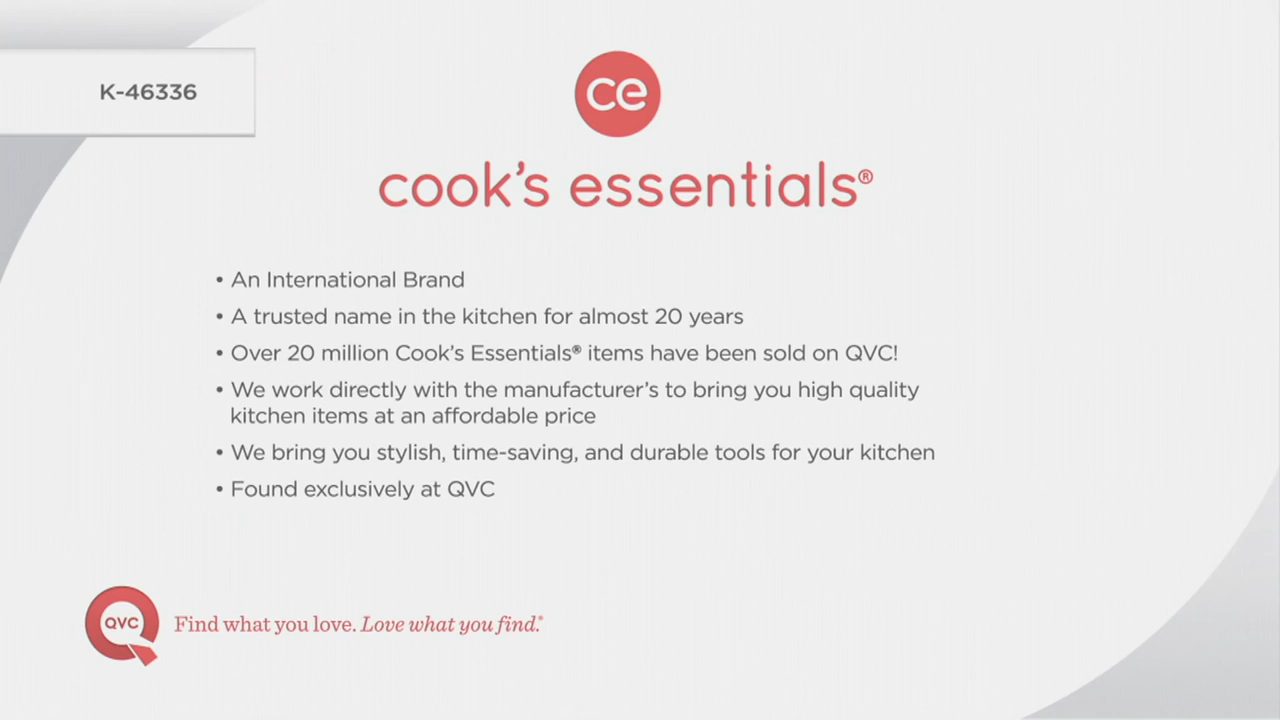 K-46336
ce
cook's essentials®
• An International Brand
• A trusted name in the kitchen for almost 20 years
• Over 20 million Cook's Essentials® items have been sold on QVC!
• We work directly with the manufacturer's to bring you high quality
kitchen items at an affordable price
• We bring you stylish, time-saving, and durable tools for your kitchen
• Found exclusively at QVC
QVC Find what you love. Love what you find.®